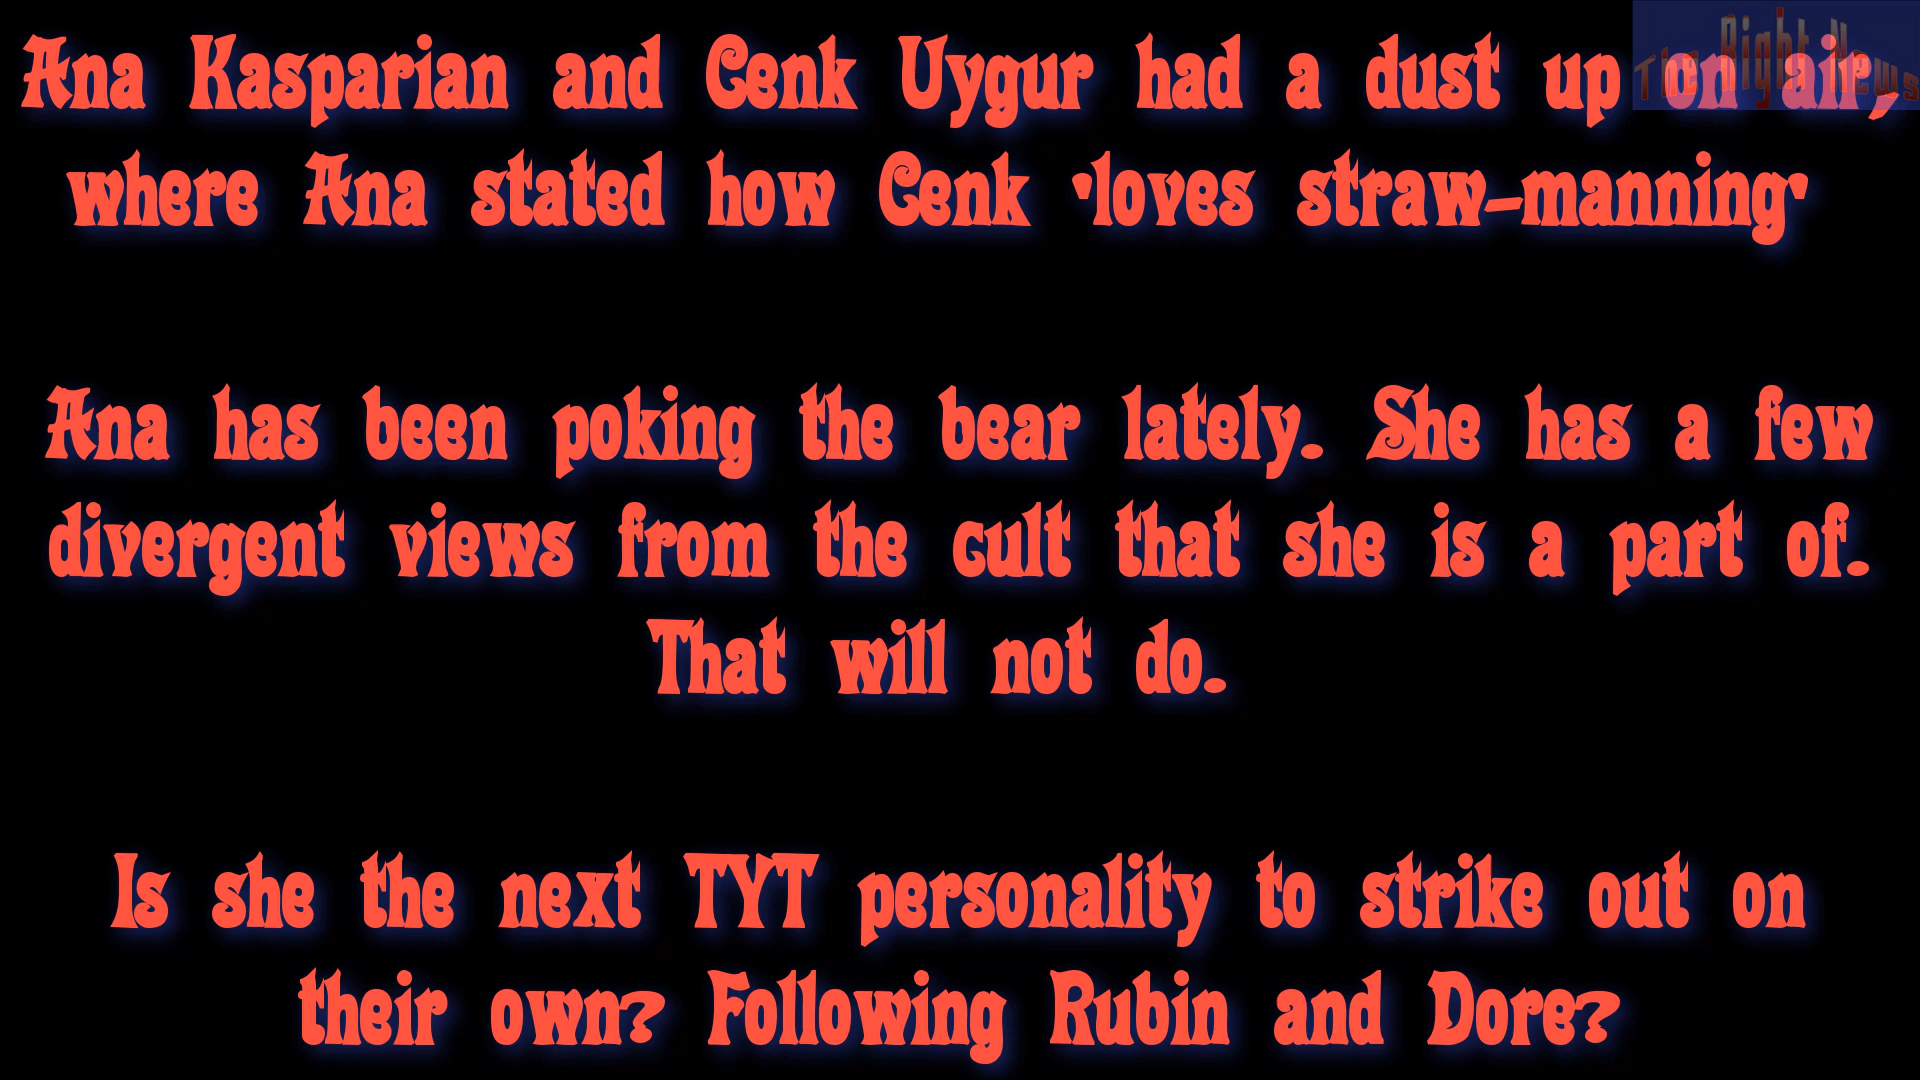 The Right News
Ana Kasparian and Cenk Uygur had a dust up on air,
where Ana stated how Cenk 'loves straw-manning'
Ana has been poking the bear lately. She has a few
divergent views from the cult that she is a part of.
That will not do.
Is she the next TYT personality to strike out on
their own? Following Rubin and Dore?